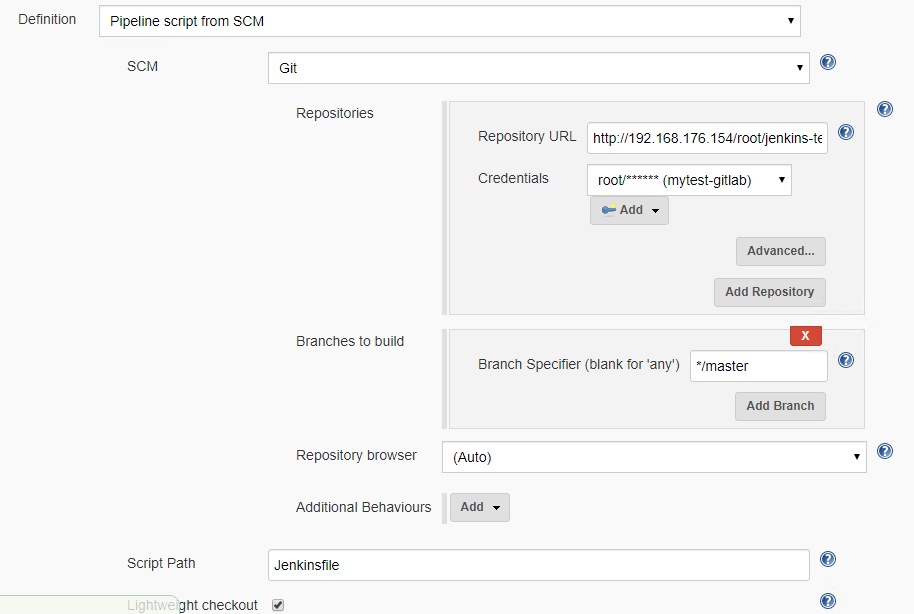 Definition Pipeline script from SCM
SCM Git
Repositories
Repository URL http://192.168.176.154/root/jenkins-te
Credentials root/****** (mytest-gitlab)
Add
Advanced...
Add Repository
Branches to build X
Branch Specifier (blank for 'any') */master
Add Branch
Repository browser (Auto)
Additional Behaviours Add
Script Path Jenkinsfile
Lightweight checkout